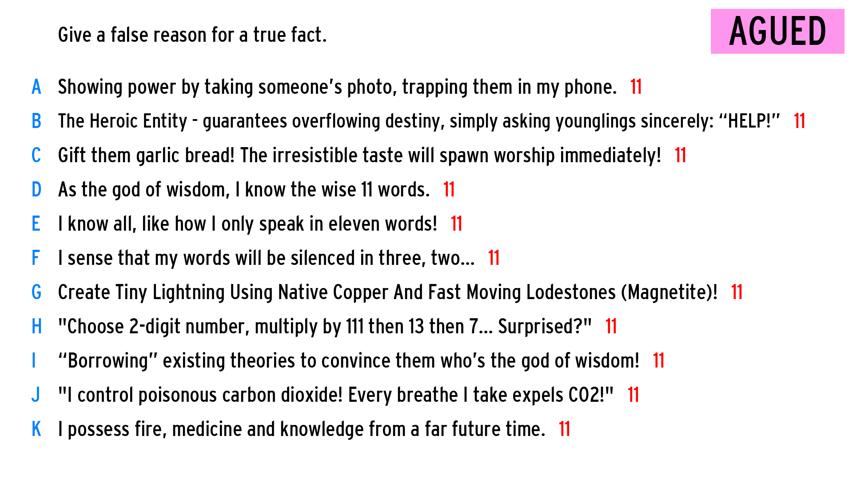 Give a false reason for a true fact.
AGUED
A Showing power by taking someone's photo, trapping them in my phone. 11
B The Heroic Entity - guarantees overflowing destiny, simply asking younglings sincerely: “HELP!” 11
C Gift them garlic bread! The irresistible taste will spawn worship immediately! 11
D As the god of wisdom, I know the wise 11 words. 11
E I know all, like how I only speak in eleven words! 11
F I sense that my words will be silenced in three, two... 11
G Create Tiny Lightning Using Native Copper And Fast Moving Lodestones (Magnetite)! 11
H "Choose 2-digit number, multiply by 111 then 13 then 7... Surprised?" 11
I “Borrowing” existing theories to convince them who's the god of wisdom! 11
J "I control poisonous carbon dioxide! Every breathe I take expels CO2!" 11
K I possess fire, medicine and knowledge from a far future time. 11